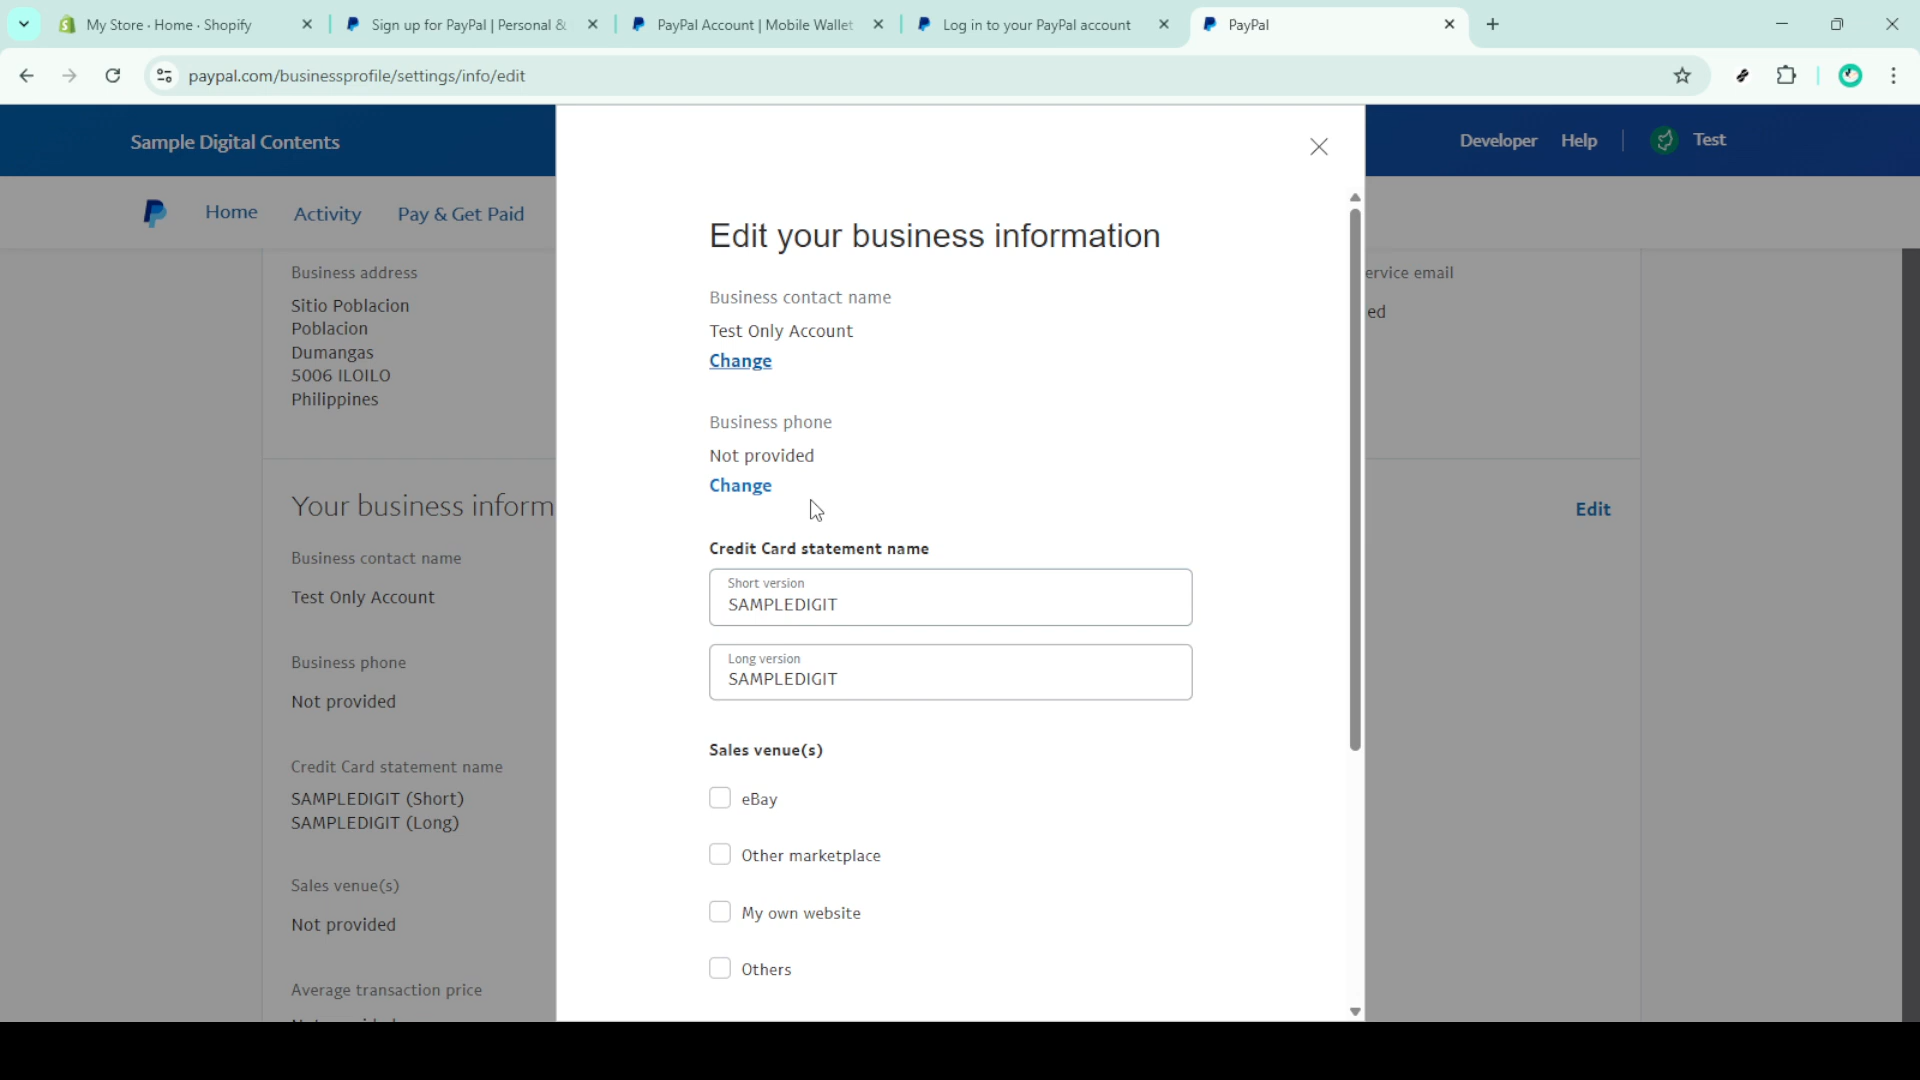 My Store · Home · Shopify
Sign up for PayPal | Personal &
PayPal Account | Mobile Wallet
Log in to your PayPal account
PayPal
paypal.com/businessprofile/settings/info/edit
Sample Digital Contents
Developer
Help
Test
Home
Activity
Pay & Get Paid
Business address
Sitio Poblacion
Poblacion
Dumangas
5006 ILOILO
Philippines
ervice email
ed
Your business inform
Edit
Business contact name
Test Only Account
Business phone
Not provided
Credit Card statement name
SAMPLEDIGIT (Short)
SAMPLEDIGIT (Long)
Sales venue(s)
Not provided
Average transaction price
Edit your business information
Business contact name
Test Only Account
Change
Business phone
Not provided
Change
Credit Card statement name
Short version
SAMPLEDIGIT
Long version
SAMPLEDIGIT
Sales venue(s)
eBay
Other marketplace
My own website
Others